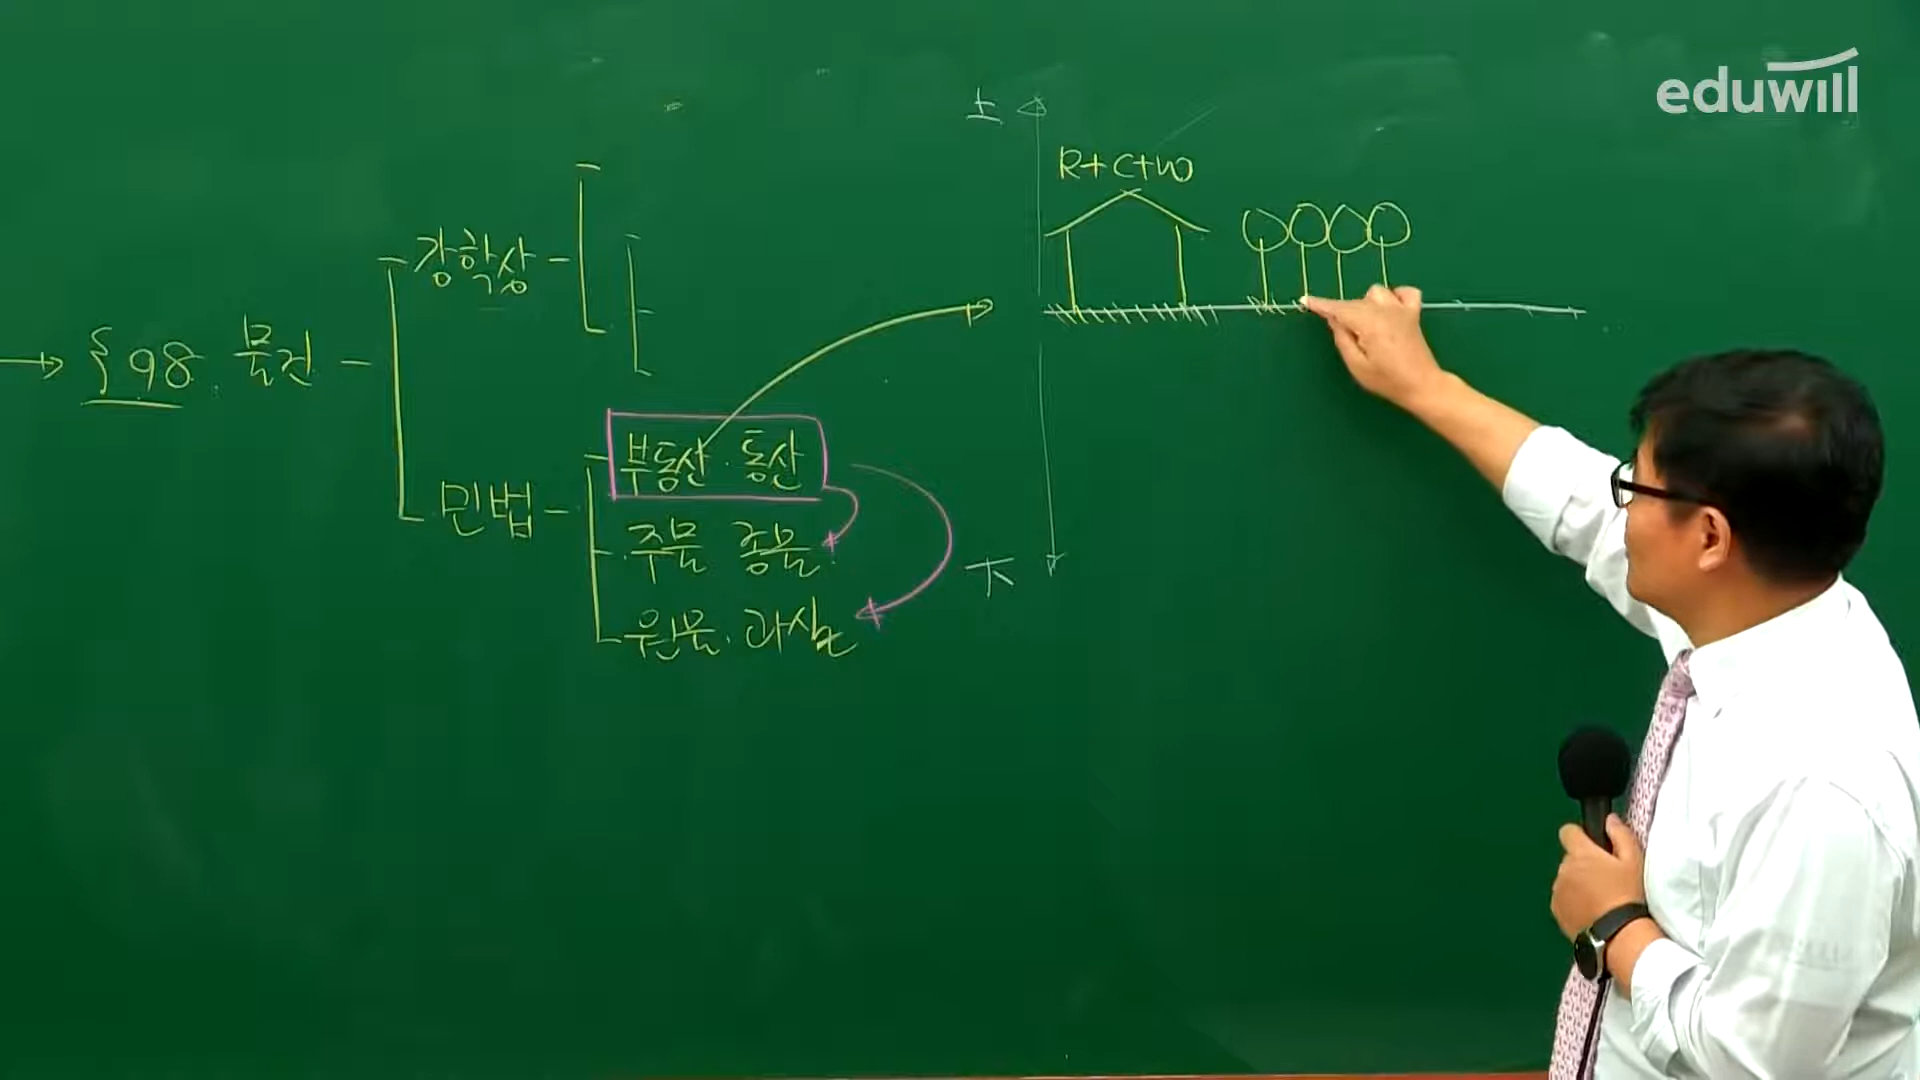 eduwill
上
R+C+W
강학상
{98. 물건
부동산·동산
민법
주물 종물
下
원물·과실